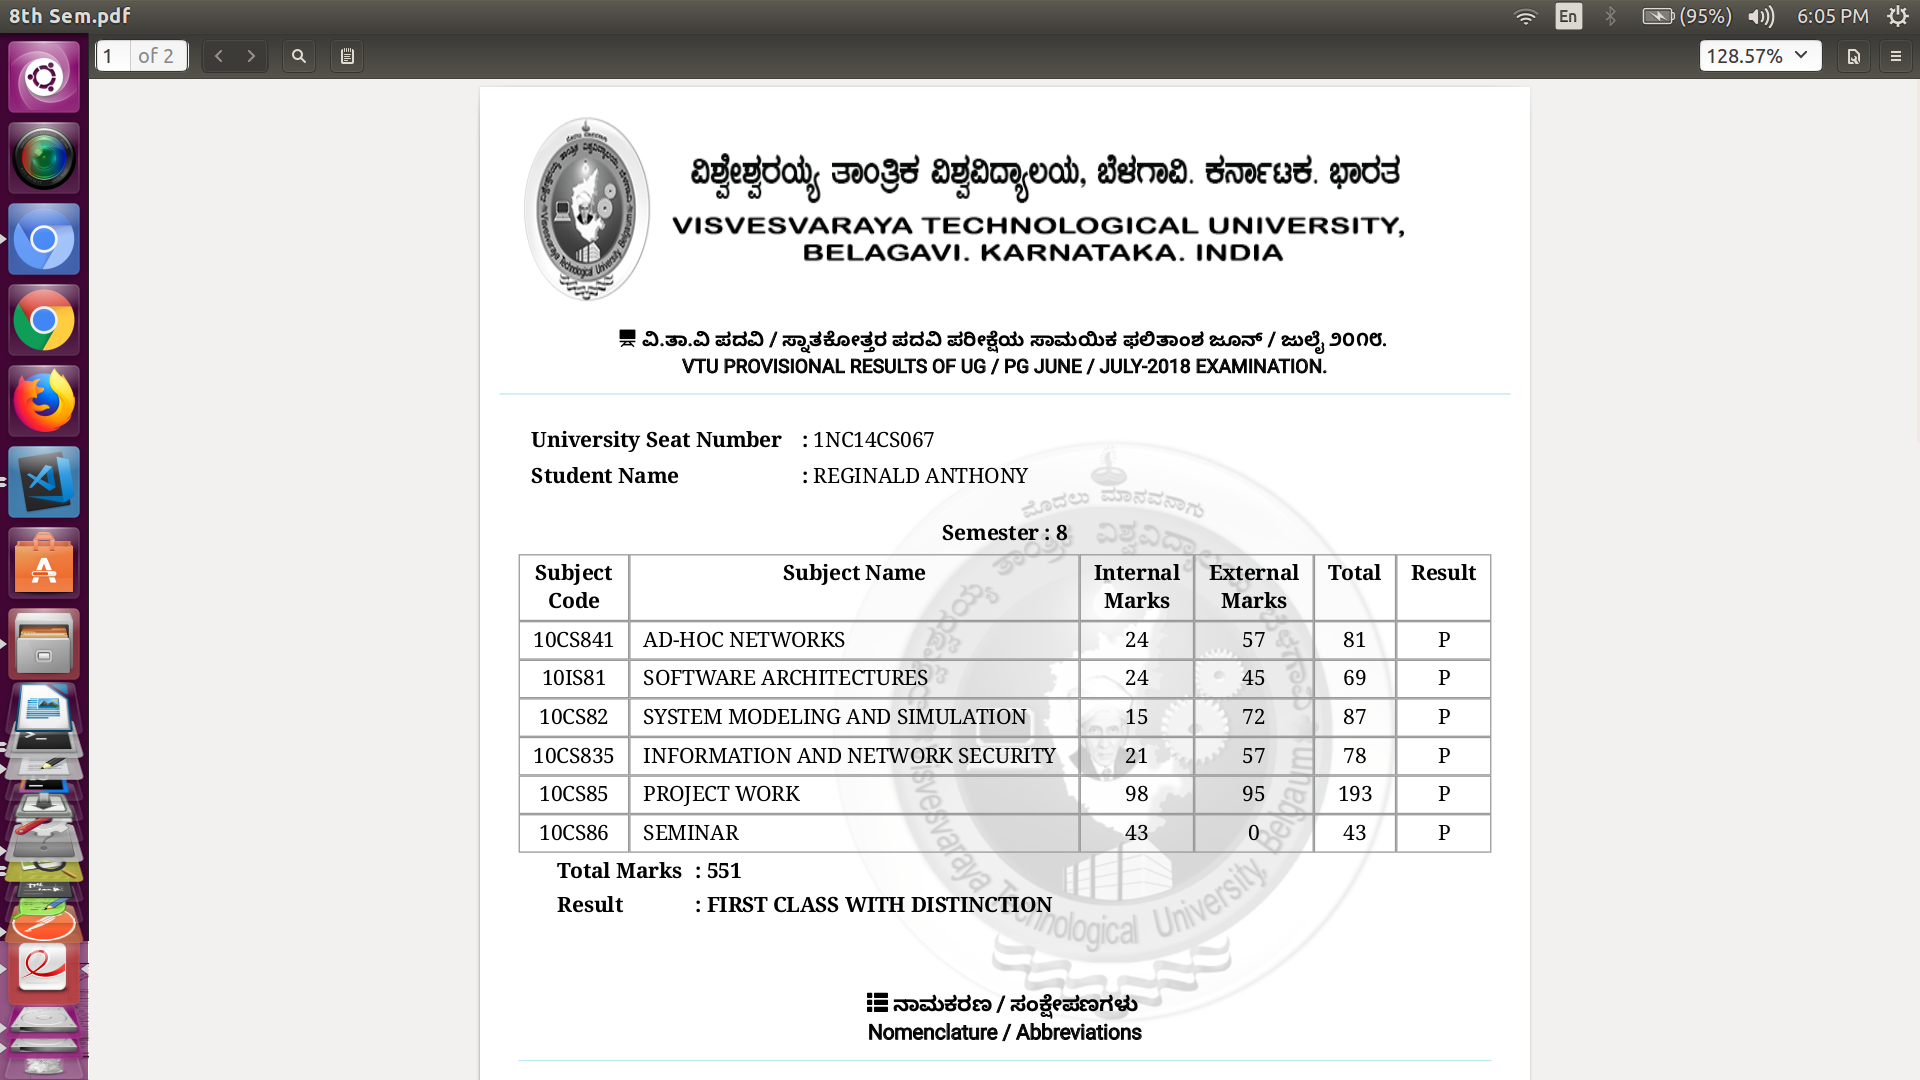 8th Sem.pdf
En (95%) 6:05 PM
1 of 2 128.57%
ವಿಶ್ವೇಶ್ವರಯ್ಯ ತಾಂತ್ರಿಕ ವಿಶ್ವವಿದ್ಯಾಲಯ, ಬೆಳಗಾವಿ. ಕರ್ನಾಟಕ. ಭಾರತ
VISVESVARAYA TECHNOLOGICAL UNIVERSITY,
BELAGAVI. KARNATAKA. INDIA
ವಿ.ತಾ.ವಿ ಪದವಿ / ಸ್ನಾತಕೋತ್ತರ ಪದವಿ ಪರೀಕ್ಷೆಯ ಸಾಮಯಿಕ ಫಲಿತಾಂಶ ಜೂನ್ / ಜುಲೈ ೨೦೧೮.
VTU PROVISIONAL RESULTS OF UG / PG JUNE / JULY-2018 EXAMINATION.
University Seat Number : 1NC14CS067
Student Name : REGINALD ANTHONY
Semester : 8
Subject Code Subject Name Internal Marks External Marks Total Result
10CS841 AD-HOC NETWORKS 24 57 81 P
10IS81 SOFTWARE ARCHITECTURES 24 45 69 P
10CS82 SYSTEM MODELING AND SIMULATION 15 72 87 P
10CS835 INFORMATION AND NETWORK SECURITY 21 57 78 P
10CS85 PROJECT WORK 98 95 193 P
10CS86 SEMINAR 43 0 43 P
Total Marks : 551
Result : FIRST CLASS WITH DISTINCTION
ನಾಮಕರಣ / ಸಂಕ್ಷೇಪಣಗಳು
Nomenclature / Abbreviations